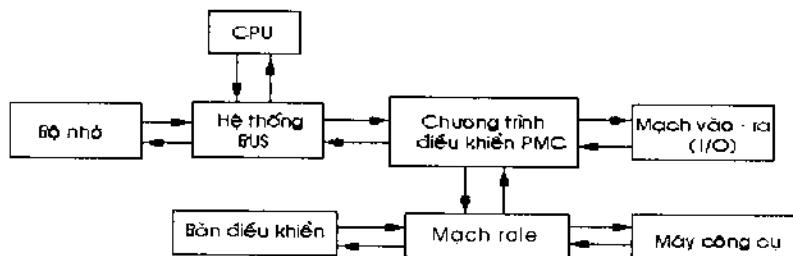 CPU
Bộ nhớ
Hệ thống
BUS
Chương trình
điều khiển PMC
Mạch vào - ra
(I/O)
Bàn điều khiển
Mạch rale
Máy công cụ